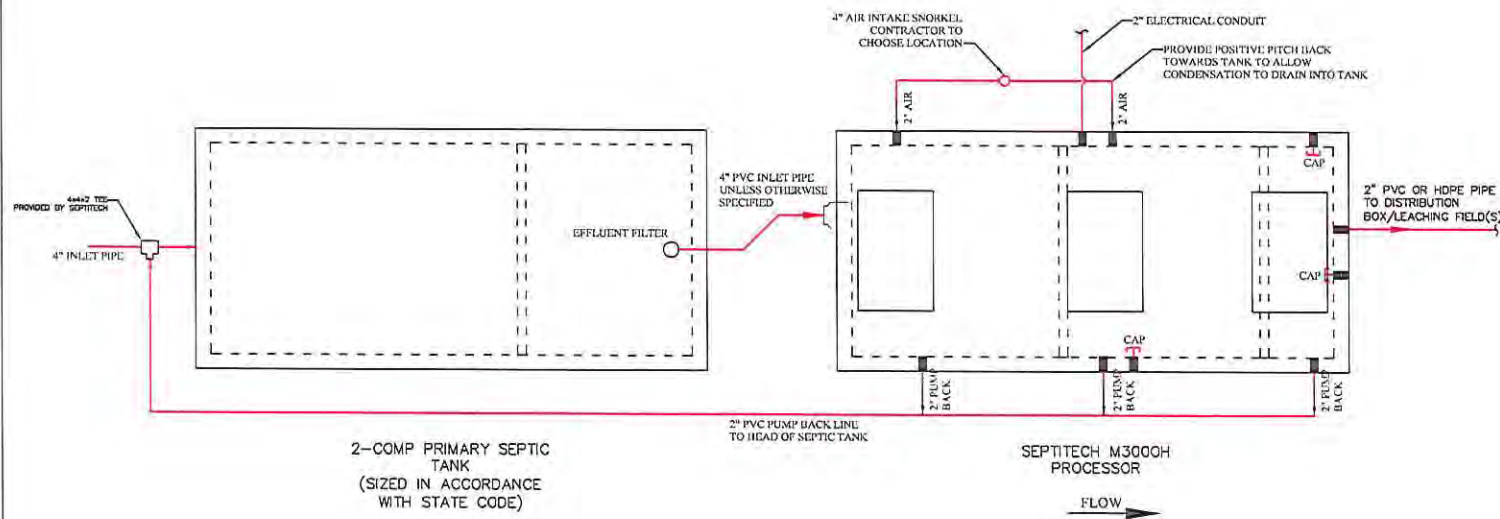 4" AIR INTAKE SNORKEL
CONTRACTOR TO
CHOOSE LOCATION
2" ELECTRICAL CONDUIT
PROVIDE POSITIVE PITCH BACK
TOWARDS TANK TO ALLOW
CONDENSATION TO DRAIN INTO TANK
2" AIR
2" AIR
CAP
4x4x2 TEE
PROVIDED BY SEPTITECH
4" INLET PIPE
EFFLUENT FILTER
4" PVC INLET PIPE
UNLESS OTHERWISE
SPECIFIED
2" PVC OR HDPE PIPE
TO DISTRIBUTION
BOX/LEACHING FIELD(S)
CAP
CAP
2" PUMP
BACK
2" PUMP
BACK
2" PUMP
BACK
2" PVC PUMP BACK LINE
TO HEAD OF SEPTIC TANK
2-COMP PRIMARY SEPTIC
TANK
(SIZED IN ACCORDANCE
WITH STATE CODE)
SEPTITECH M3000H
PROCESSOR
FLOW